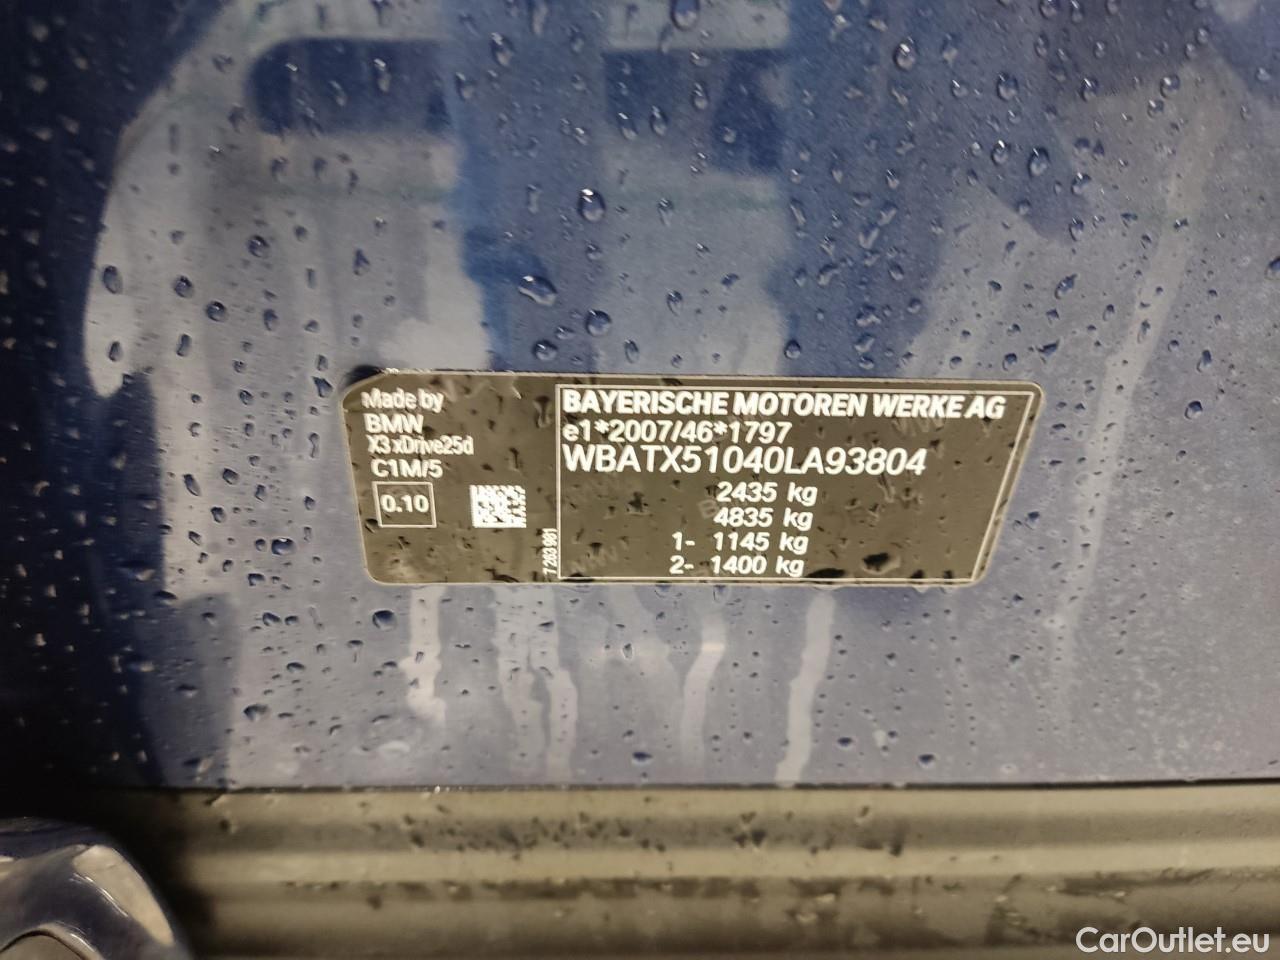 Made by
BMW
X3 xDrive25d
C1M/5
0.10
7 263 981
BAYERISCHE MOTOREN WERKE AG
e1*2007/46*1797
WBATX51040LA93804
2435 kg
4835 kg
1- 1145 kg
2- 1400 kg
CarOutlet.eu